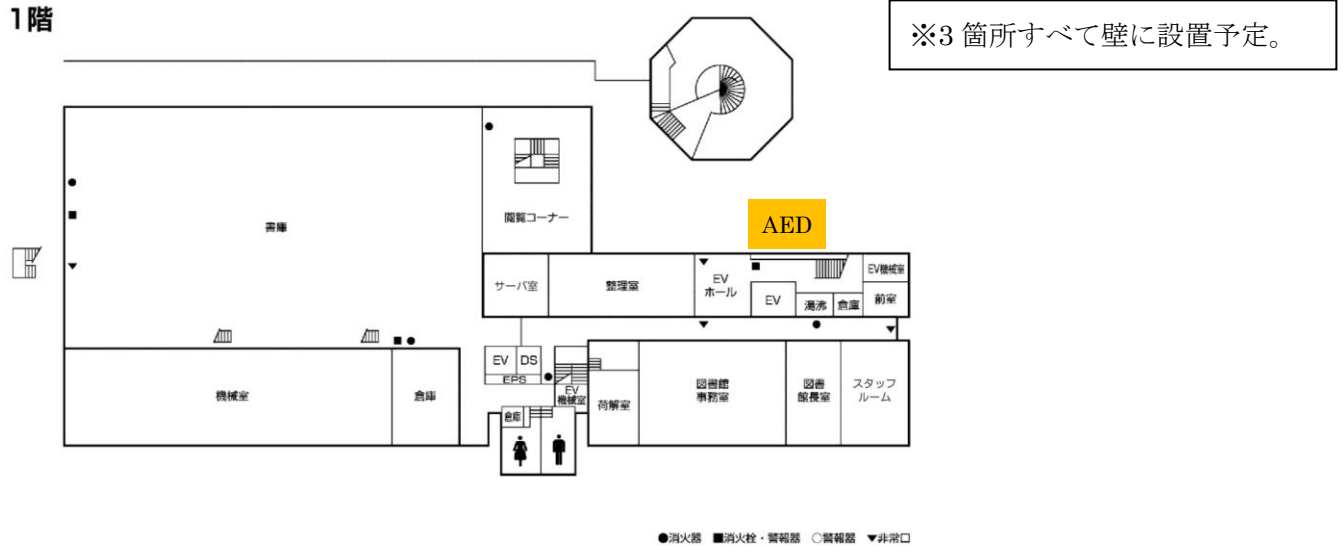 1階
※3 箇所すべて壁に設置予定。
書庫
閲覧コーナー
AED
サーバ室
整理室
EV
ホール
EV
湯沸
倉庫
EV機械室
前室
機械室
倉庫
EV
DS
EPS
EV
機械室
倉庫
荷解室
図書館
事務室
図書
館長室
スタッフ
ルーム
●消火器 ■消火栓・警報器 ○警報器 ▼非常口